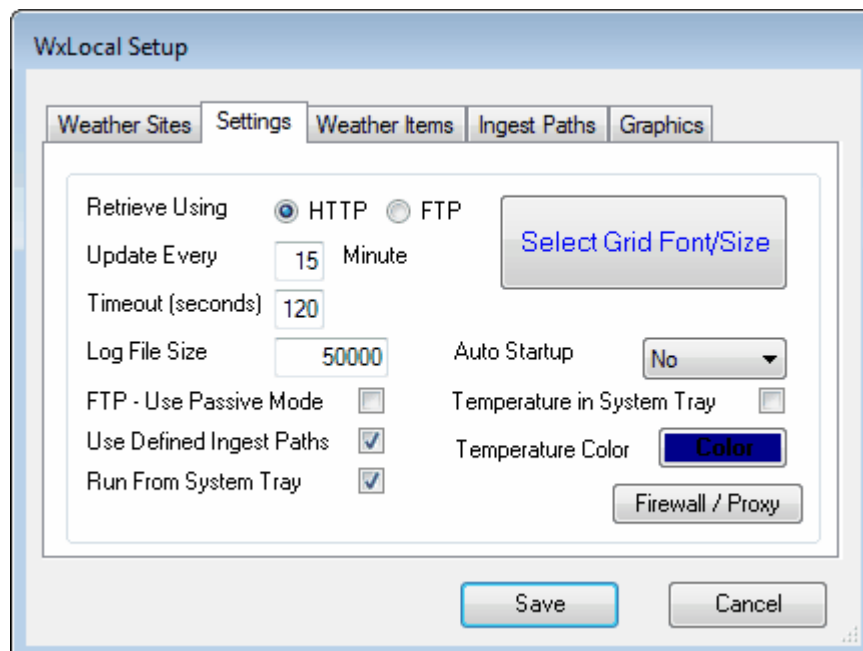 WxLocal Setup
Weather Sites Settings Weather Items Ingest Paths Graphics
Retrieve Using HTTP FTP
Select Grid Font/Size
Update Every 15 Minute
Timeout (seconds) 120
Log File Size 50000 Auto Startup No
FTP - Use Passive Mode Temperature in System Tray
Use Defined Ingest Paths Temperature Color Color
Run From System Tray
Firewall / Proxy
Save Cancel